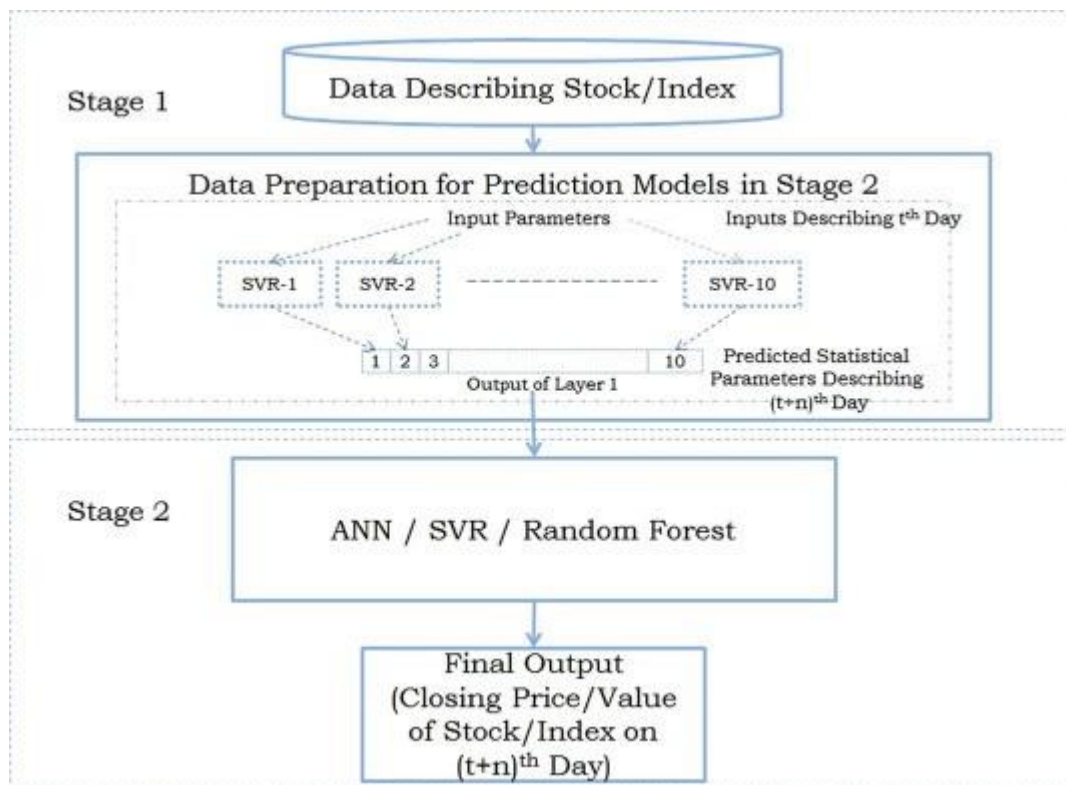 Data Describing Stock/Index
Stage 1
Data Preparation for Prediction Models in Stage 2
Input Parameters
Inputs Describing tth Day
SVR-1
SVR-2
SVR-10
1 2 3 10
Output of Layer 1
Predicted Statistical
Parameters Describing
(t+n)th Day
Stage 2
ANN / SVR / Random Forest
Final Output
(Closing Price/Value
of Stock/Index on
(t+n)th Day)